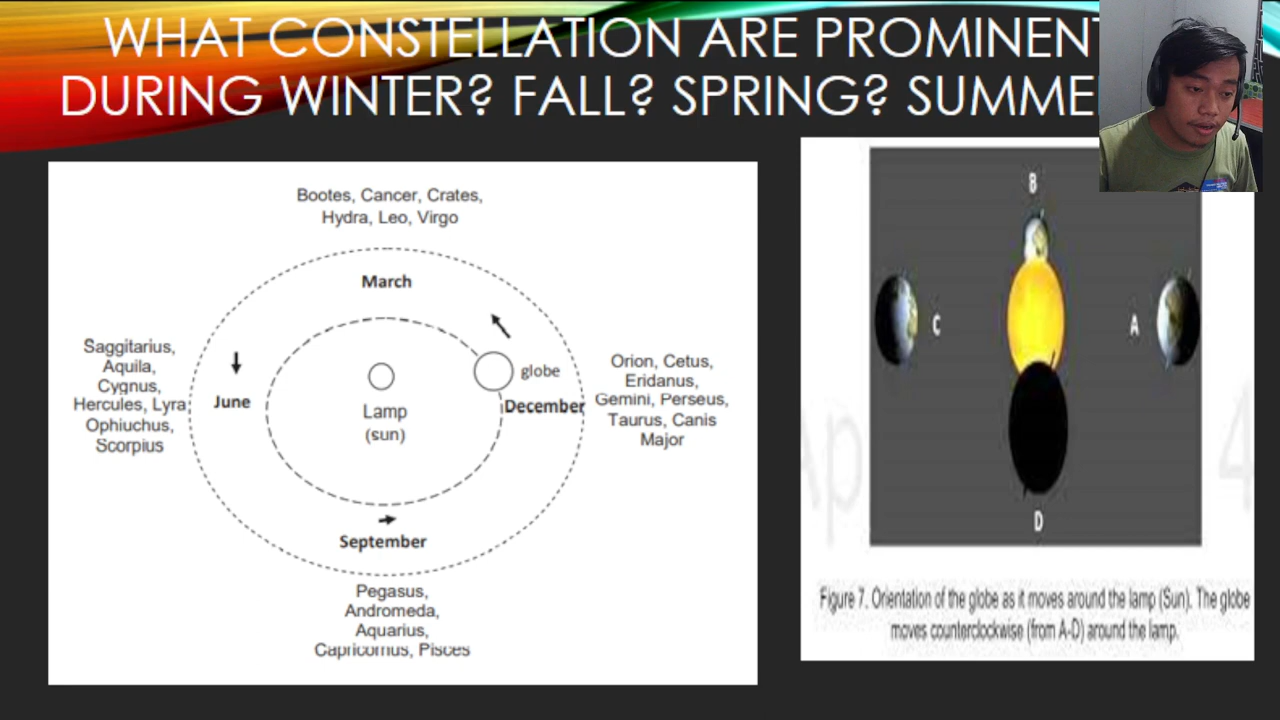 WHAT CONSTELLATION ARE PROMINENT
DURING WINTER? FALL? SPRING? SUMME
Bootes, Cancer, Crates,
Hydra, Leo, Virgo
March
Saggitarius,
Aquila,
Cygnus,
Hercules, Lyra
Ophiuchus,
Scorpius
June
globe
December
Lamp
(sun)
Orion, Cetus,
Eridanus,
Gemini, Perseus,
Taurus, Canis
Major
September
Pegasus,
Andromeda,
Aquarius,
Capricornus, Pisces
B
C
A
D
Ap
4
Figure 7. Orientation of the globe as it moves around the lamp (Sun). The globe
moves counterclockwise (from A-D) around the lamp.